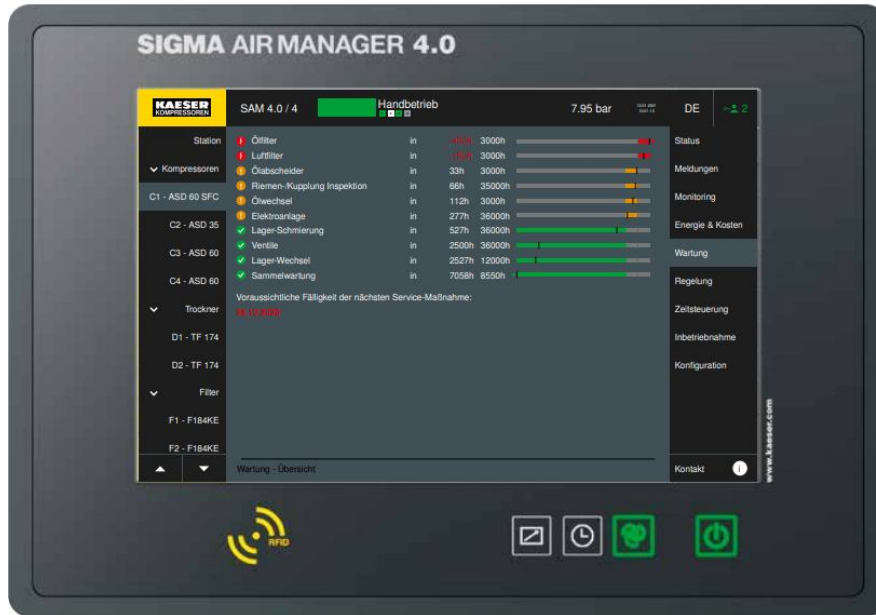 SIGMA AIR MANAGER 4.0
KAESER
KOMPRESSOREN
SAM 4.0 / 4
Handbetrieb
7.95 bar
DE
2
Station
Kompressoren
C1 - ASD 60 SFC
C2 - ASD 35
C3 - ASD 60
C4 - ASD 60
Trockner
D1 - TF 174
D2 - TF 174
Filter
F1 - F184KE
F2 - F184KE
Ölfilter in 3000h
Luftfilter in 3000h
Ölabscheider in 33h 3000h
Riemen-/Kupplung Inspektion in 66h 35000h
Ölwechsel in 112h 3000h
Elektroanlage in 277h 36000h
Lager-Schmierung in 527h 36000h
Ventile in 2500h 36000h
Lager-Wechsel in 2527h 12000h
Sammelwartung in 7058h 8550h
Voraussichtliche Fälligkeit der nächsten Service-Maßnahme:
Wartung - Übersicht
Status
Meldungen
Monitoring
Energie & Kosten
Wartung
Regelung
Zeitsteuerung
Inbetriebnahme
Konfiguration
Kontakt i
www.kaeser.com
RFID